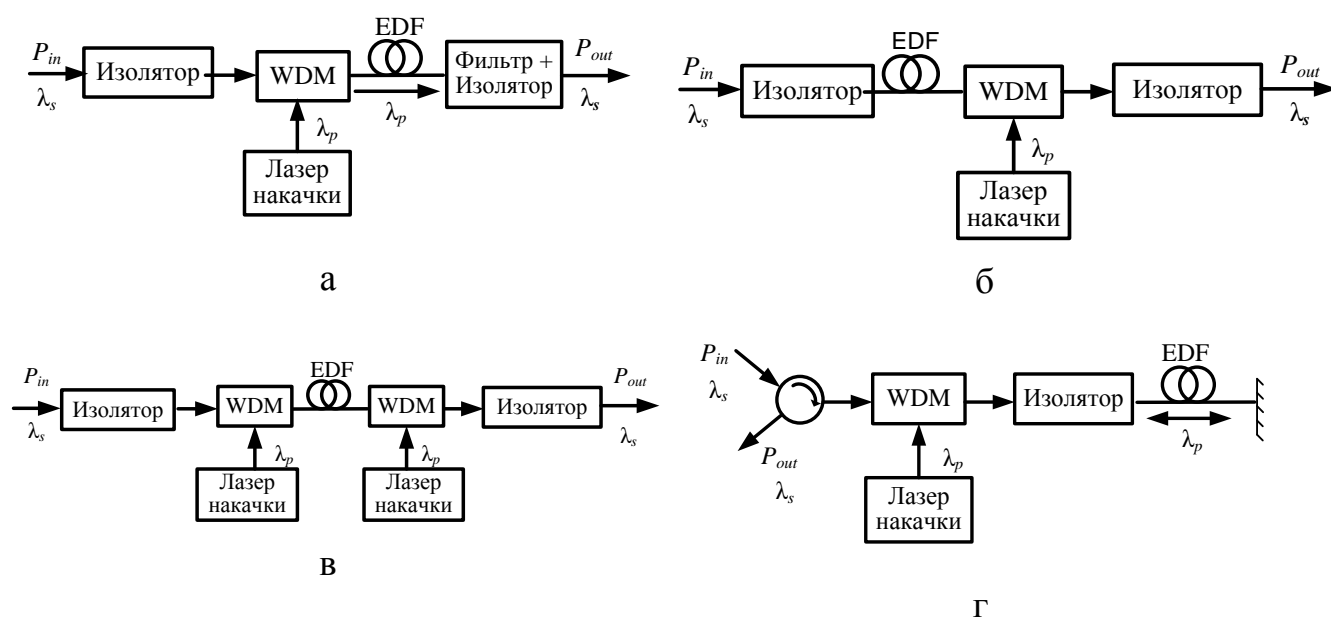 EDF
P_in
λ_s
Изолятор
WDM
Фильтр +
Изолятор
P_out
λ_s
λ_p
λ_p
Лазер
накачки
а
EDF
P_in
λ_s
Изолятор
WDM
Изолятор
P_out
λ_s
λ_p
Лазер
накачки
б
EDF
P_in
λ_s
Изолятор
WDM
WDM
Изолятор
P_out
λ_s
λ_p
λ_p
Лазер
накачки
Лазер
накачки
в
P_in
λ_s
EDF
WDM
Изолятор
λ_p
P_out
λ_s
λ_p
Лазер
накачки
г